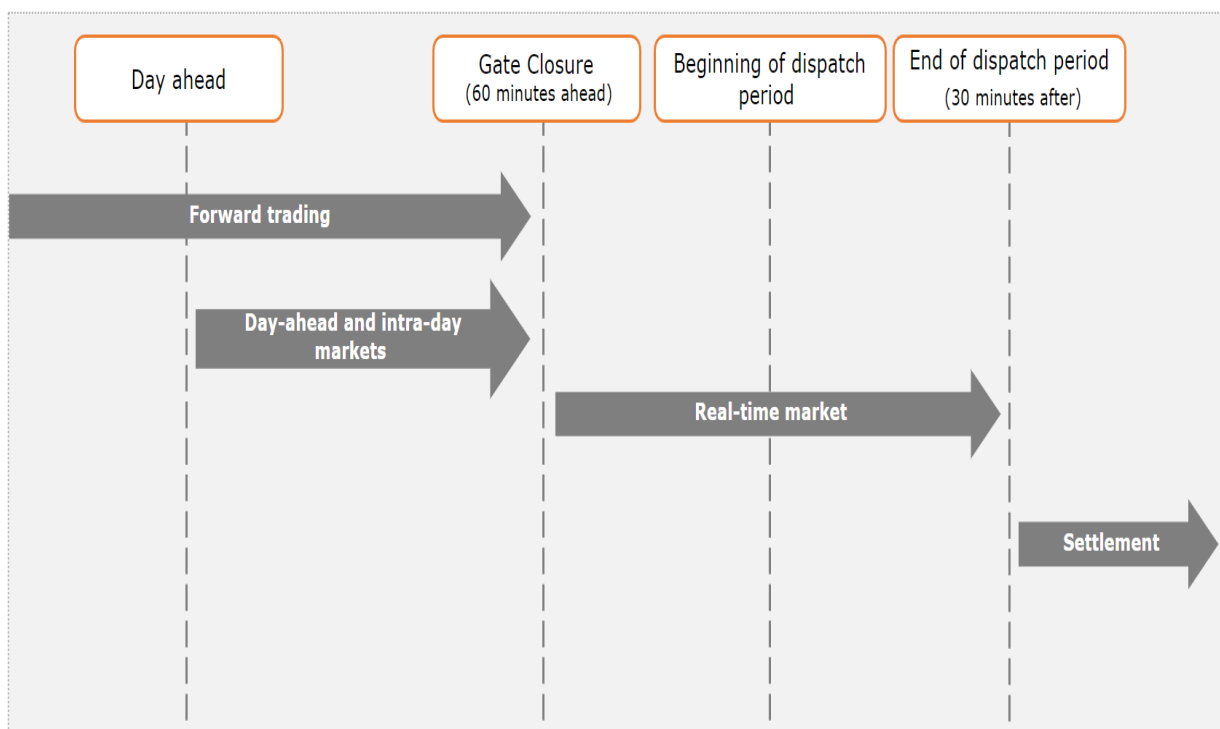 Day ahead
Gate Closure
(60 minutes ahead)
Beginning of dispatch
period
End of dispatch period
(30 minutes after)
Forward trading
Day-ahead and intra-day
markets
Real-time market
Settlement